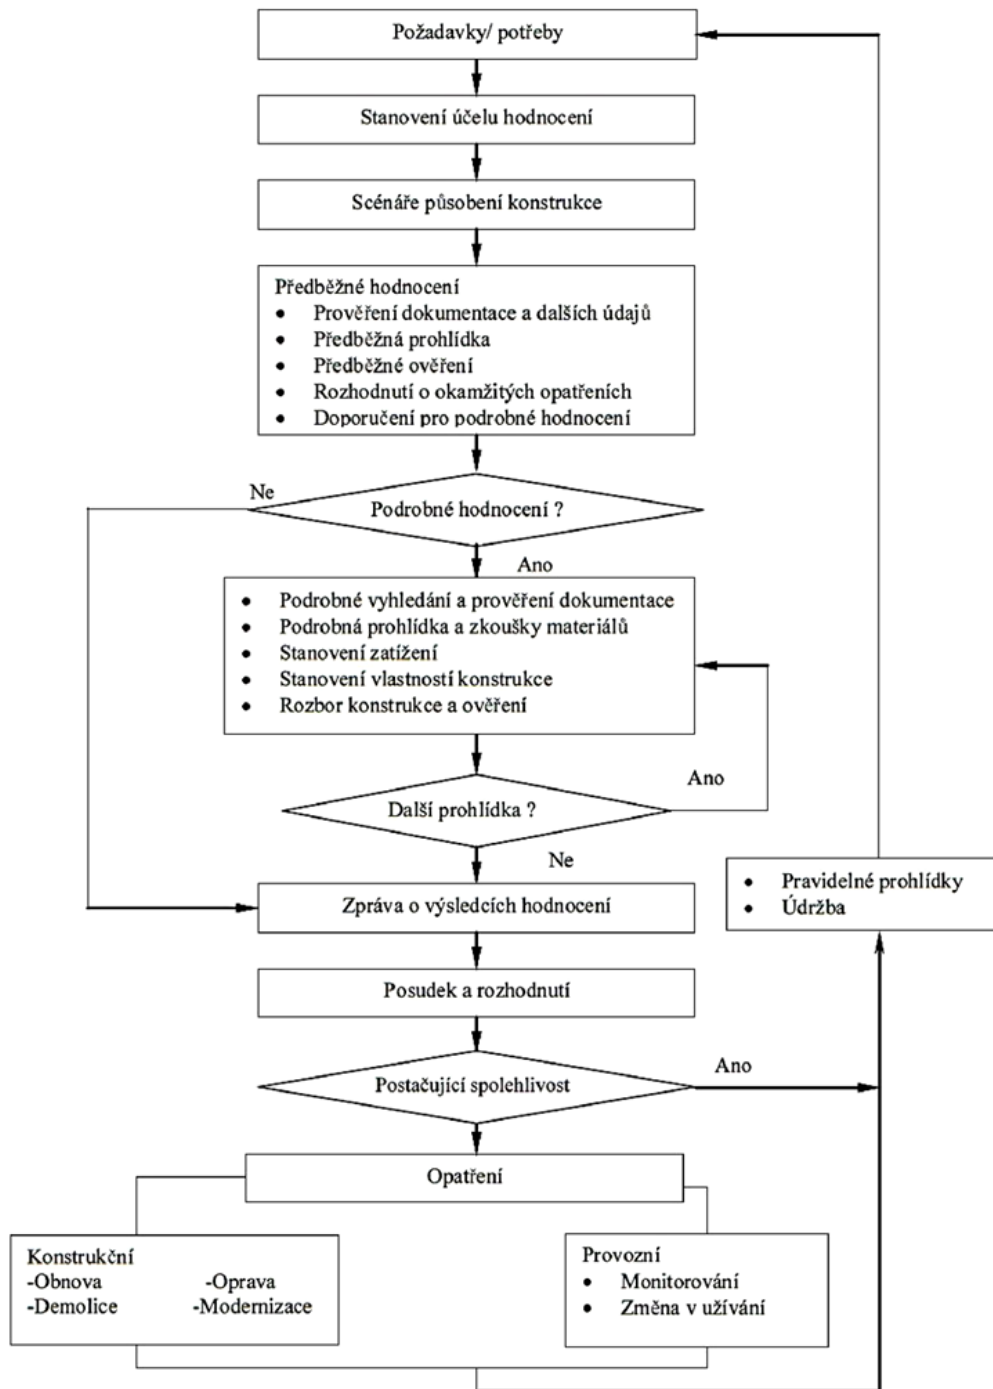 Požadavky/ potřeby
Stanovení účelu hodnocení
Scénáře působení konstrukce
Předběžné hodnocení
• Prověření dokumentace a dalších údajů
• Předběžná prohlídka
• Předběžné ověření
• Rozhodnutí o okamžitých opatřeních
• Doporučení pro podrobné hodnocení
Ne
Podrobné hodnocení ?
Ano
• Podrobné vyhledání a prověření dokumentace
• Podrobná prohlídka a zkoušky materiálů
• Stanovení zatížení
• Stanovení vlastností konstrukce
• Rozbor konstrukce a ověření
Ano
Další prohlídka ?
Ne
• Pravidelné prohlídky
• Údržba
Zpráva o výsledcích hodnocení
Posudek a rozhodnutí
Ano
Postačující spolehlivost
Opatření
Konstrukční
-Obnova -Oprava
-Demolice -Modernizace
Provozní
• Monitorování
• Změna v užívání